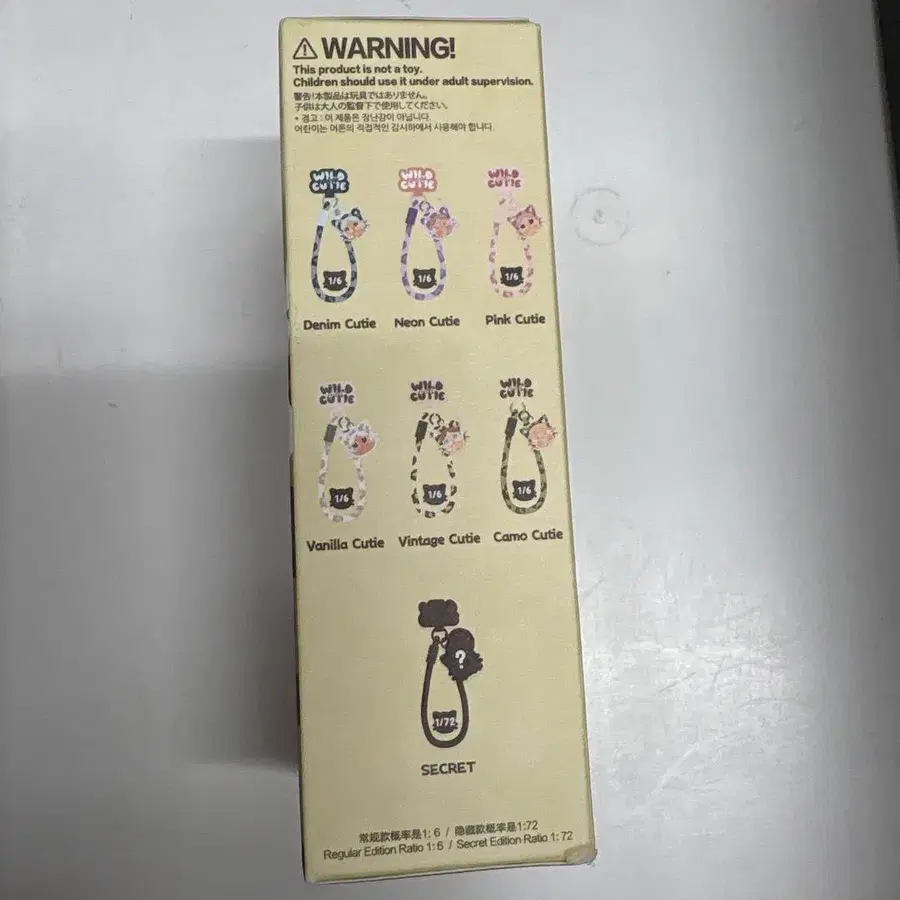 ⚠ WARNING!
This product is not a toy.
Children should use it under adult supervision.
警告!本製品は玩具ではありません。
子供は大人の監督下で使用してください。
* 경고 : 이 제품은 장난감이 아닙니다.
어린이는 어른의 직접적인 감시하에서 사용해야 합니다.
WILD CUTIE WILD CUTIE WILD CUTIE
1/6 1/6 1/6
Denim Cutie Neon Cutie Pink Cutie
WILD CUTIE WILD CUTIE WILD CUTIE
1/6 1/6 1/6
Vanilla Cutie Vintage Cutie Camo Cutie
?
1/72
SECRET
常规款概率是1: 6 / 隐藏款概率是1:72
Regular Edition Ratio 1: 6 / Secret Edition Ratio 1: 72